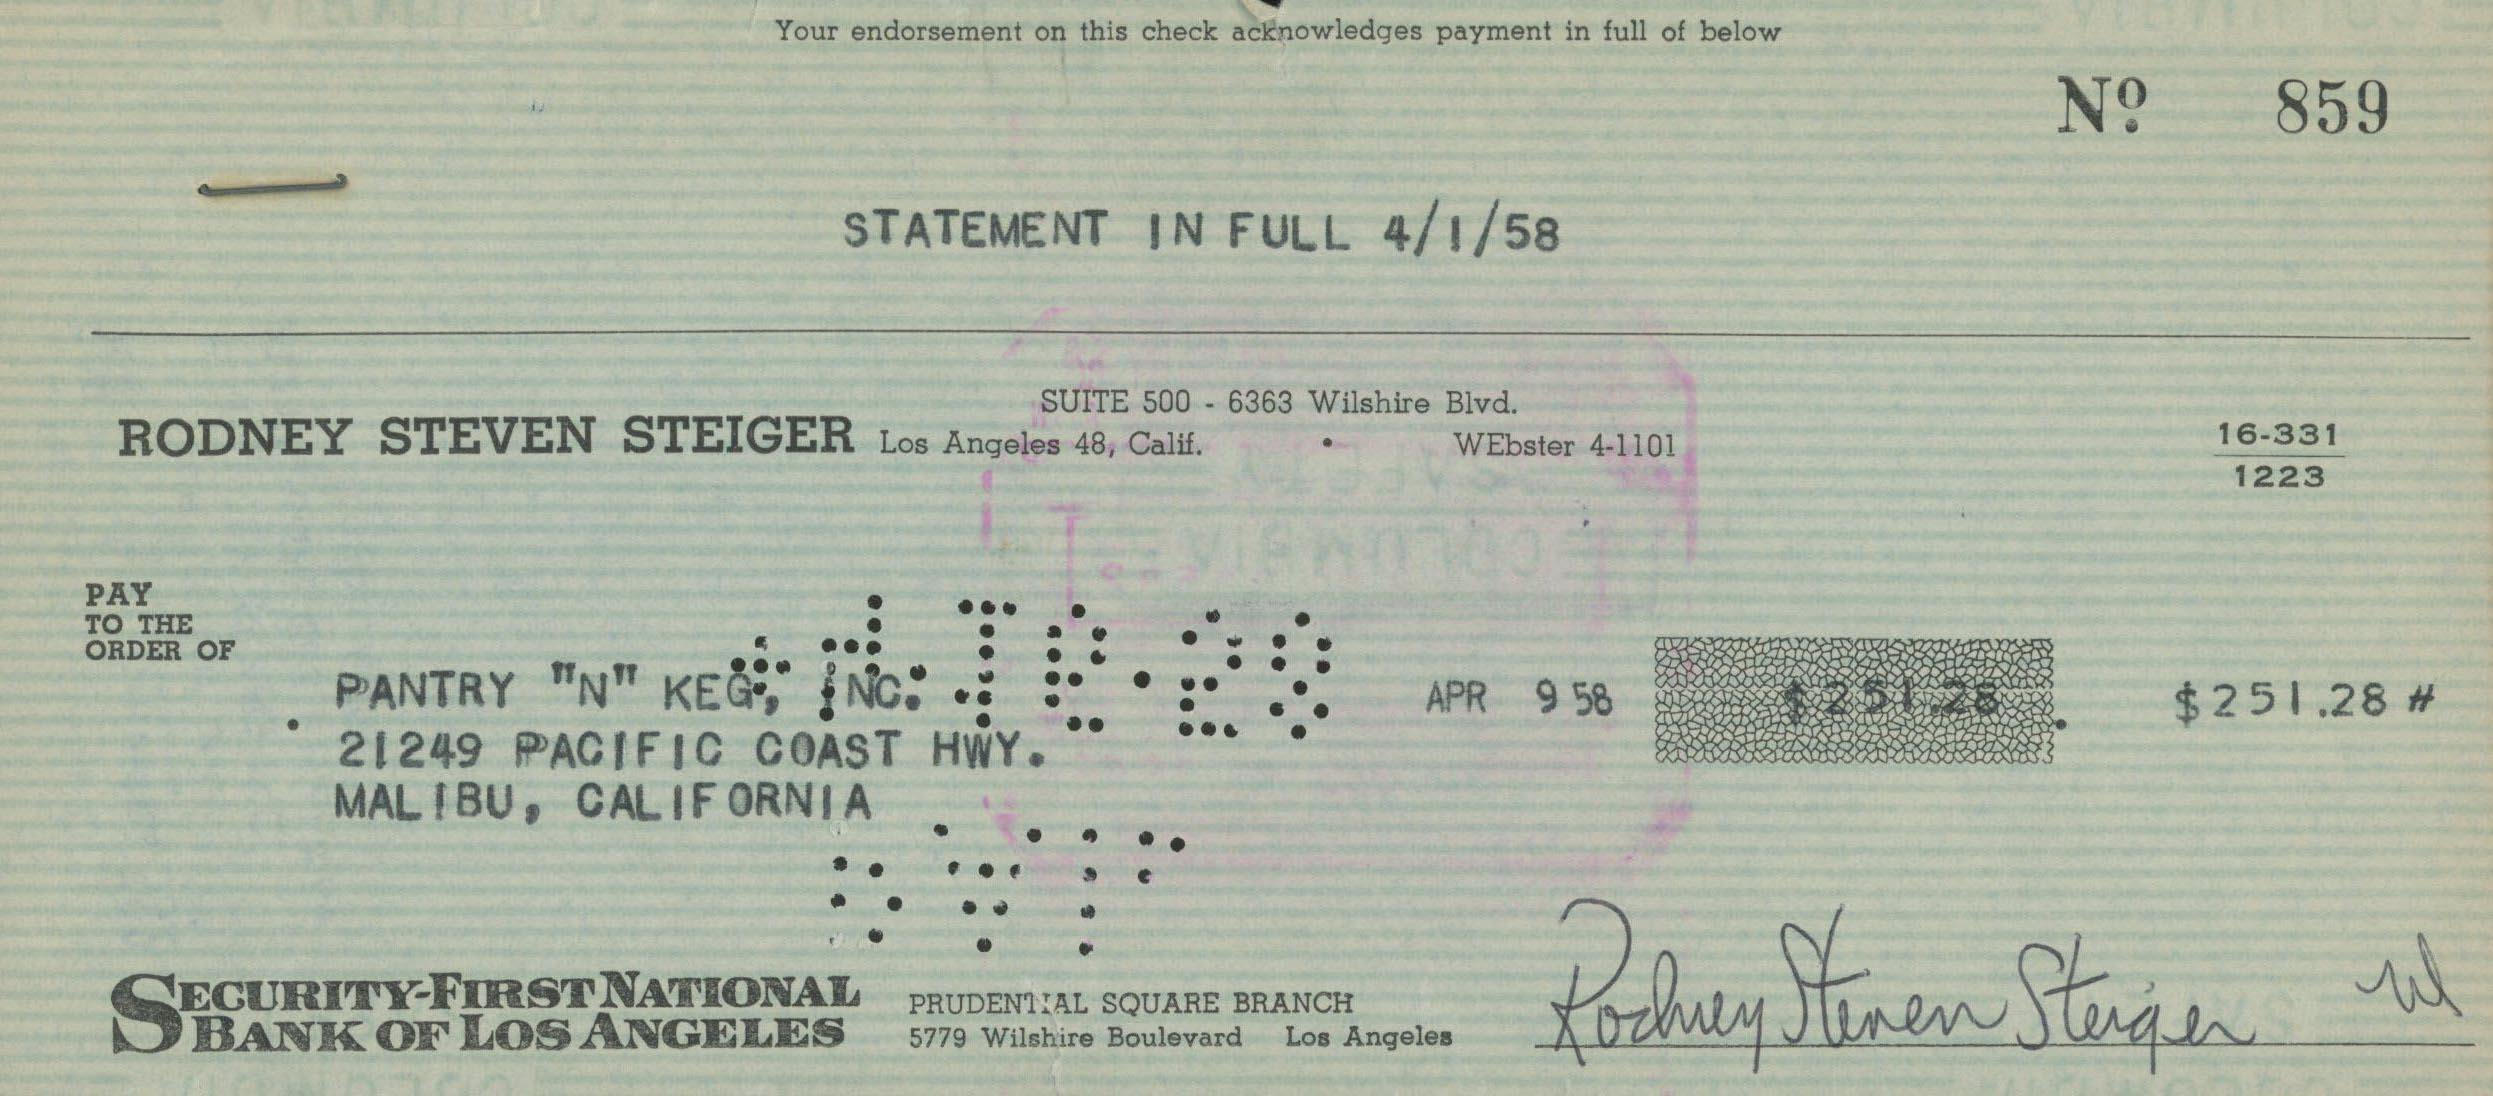 Your endorsement on this check acknowledges payment in full of below
Nº 859
STATEMENT IN FULL 4/1/58
SUITE 500 - 6363 Wilshire Blvd.
RODNEY STEVEN STEIGER Los Angeles 48, Calif. • WEbster 4-1101
16-331
1223
PAY
TO THE
ORDER OF
PANTRY "N" KEG, INC.
21249 PACIFIC COAST HWY.
MALIBU, CALIFORNIA
APR 9 58 $251.28 $251.28#
SECURITY-FIRST NATIONAL
BANK OF LOS ANGELES
PRUDENTIAL SQUARE BRANCH
5779 Wilshire Boulevard Los Angeles
Rodney Steven Steiger